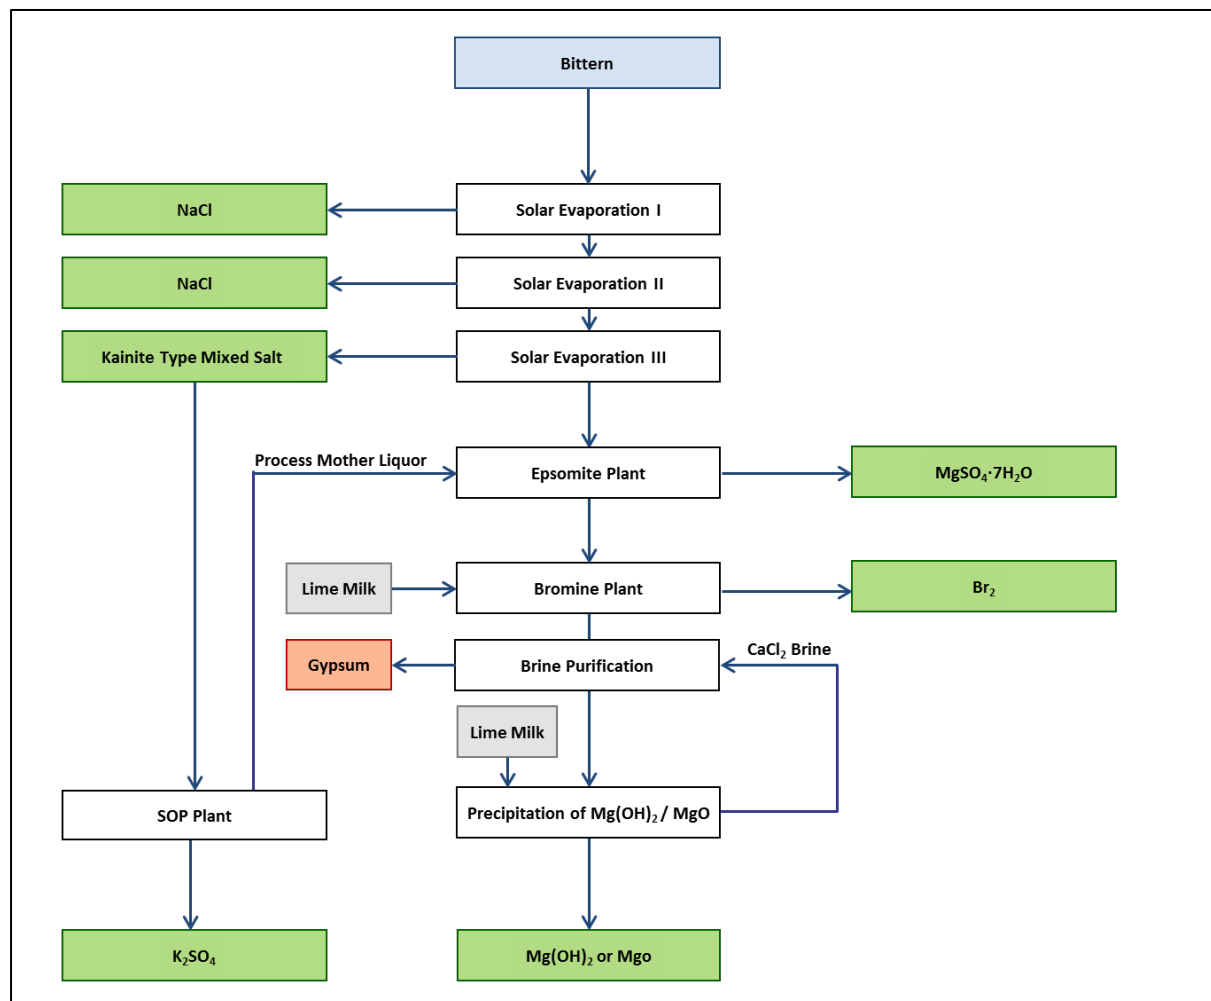 Bittern
NaCl
Solar Evaporation I
NaCl
Solar Evaporation II
Kainite Type Mixed Salt
Solar Evaporation III
Process Mother Liquor
Epsomite Plant
MgSO₄·7H₂O
Lime Milk
Bromine Plant
Br₂
Gypsum
Brine Purification
CaCl₂ Brine
Lime Milk
SOP Plant
Precipitation of Mg(OH)₂ / MgO
K₂SO₄
Mg(OH)₂ or Mgo